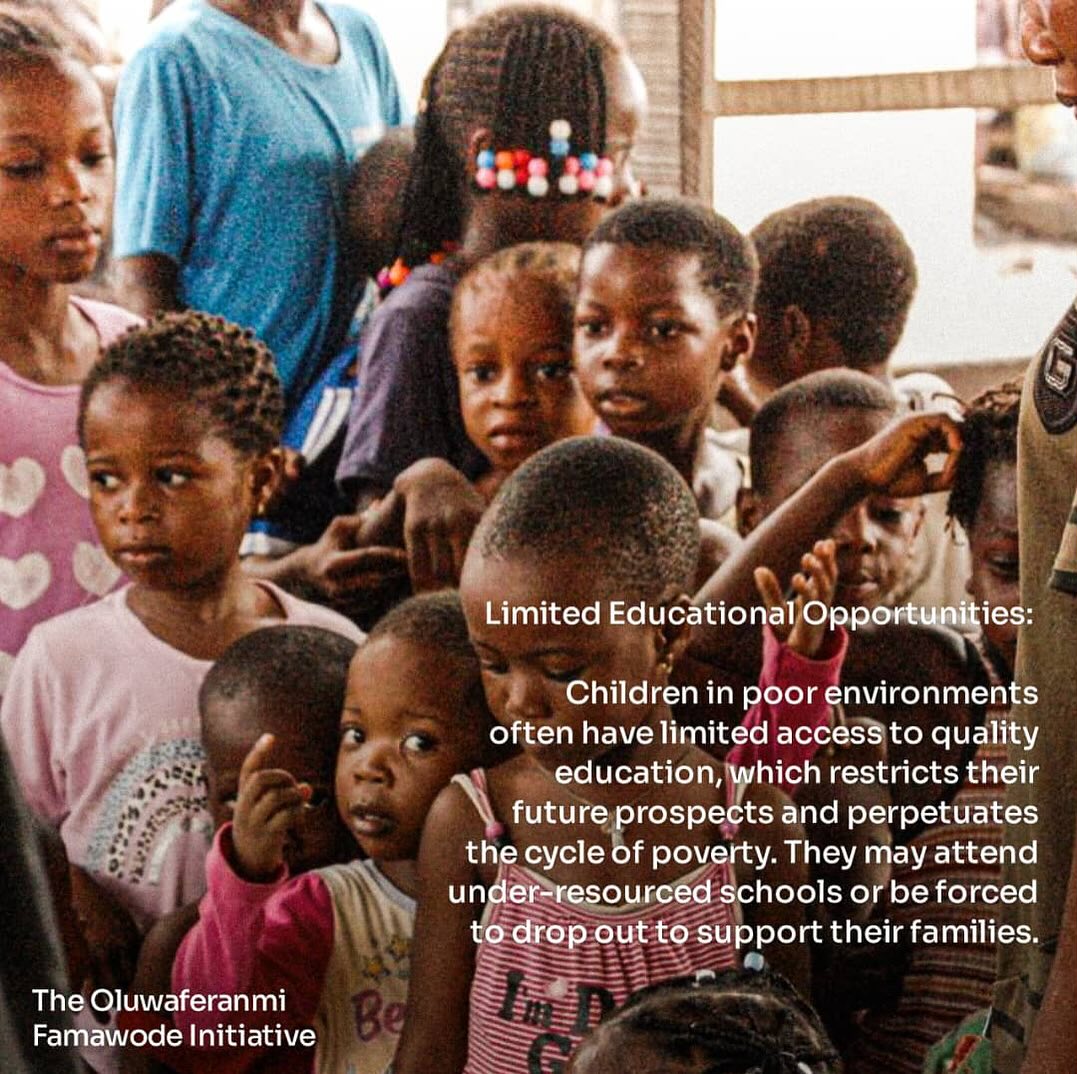 Limited Educational Opportunities:
Children in poor environments
often have limited access to quality
education, which restricts their
future prospects and perpetuates
the cycle of poverty. They may attend
under-resourced schools or be forced
to drop out to support their families.
The Oluwaferanmi
Famawode Initiative
I'm